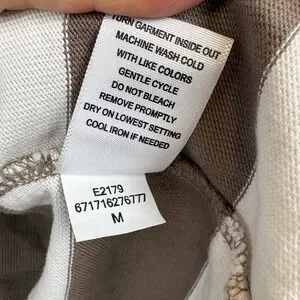 TURN GARMENT INSIDE OUT
MACHINE WASH COLD
WITH LIKE COLORS
GENTLE CYCLE
DO NOT BLEACH
REMOVE PROMPTLY
DRY ON LOWEST SETTING
COOL IRON IF NEEDED
E2179
671716276777
M